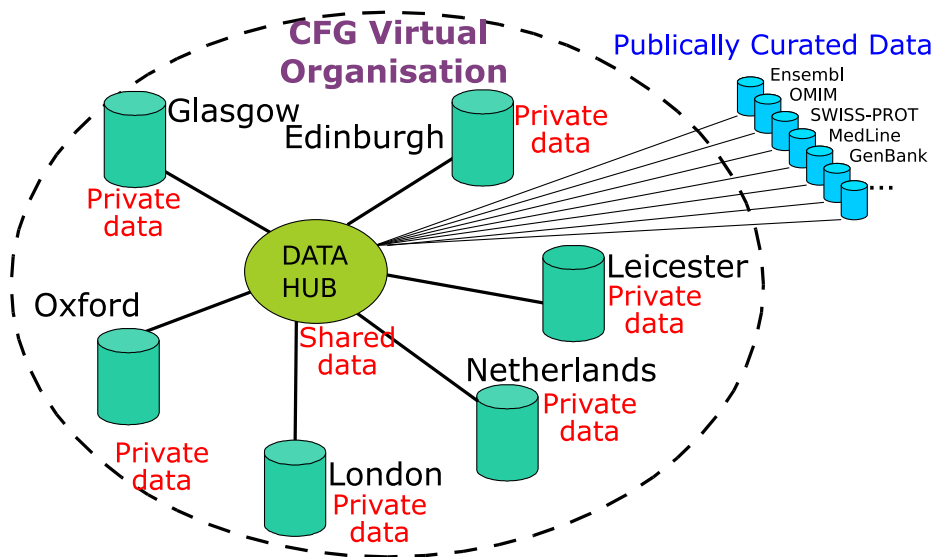 CFG Virtual
Organisation
Publically Curated Data
Ensembl
OMIM
SWISS-PROT
MedLine
GenBank
...
Glasgow
Private
data
Edinburgh
Private
data
DATA
HUB
Shared
data
Leicester
Private
data
Oxford
Private
data
Netherlands
Private
data
London
Private
data